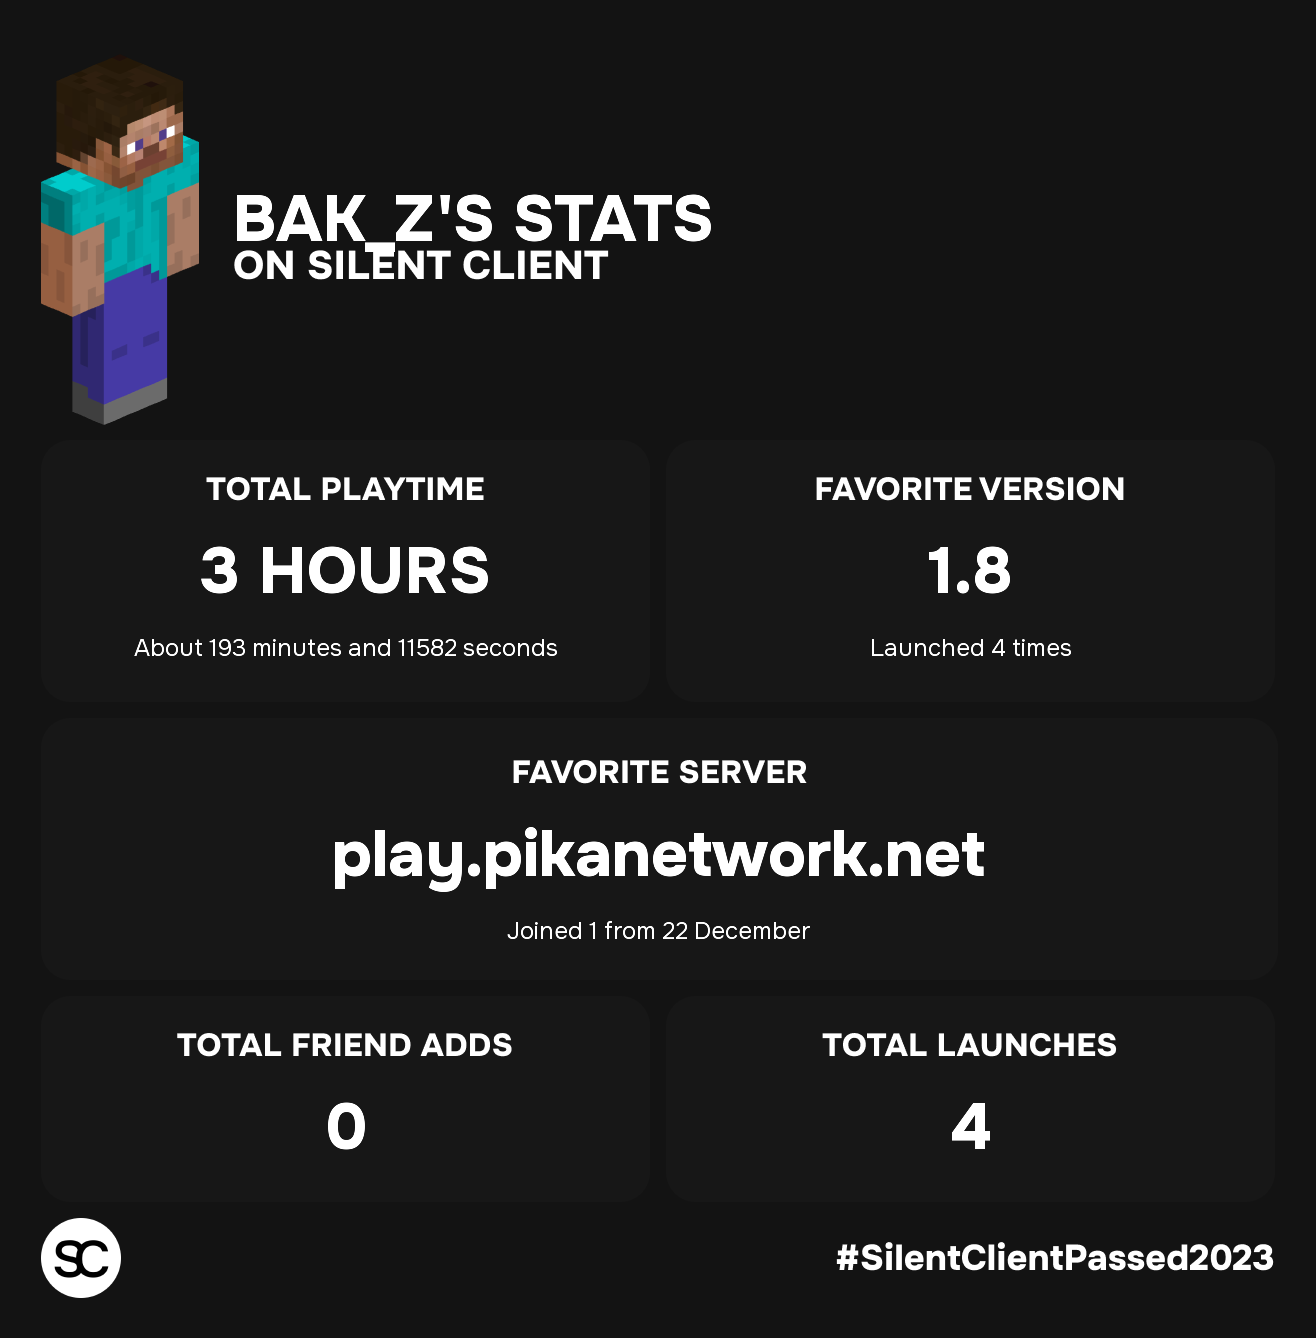 BAK_Z'S STATS
ON SILENT CLIENT
TOTAL PLAYTIME
3 HOURS
About 193 minutes and 11582 seconds
FAVORITE VERSION
1.8
Launched 4 times
FAVORITE SERVER
play.pikanetwork.net
Joined 1 from 22 December
TOTAL FRIEND ADDS
0
TOTAL LAUNCHES
4
SC
#SilentClientPassed2023